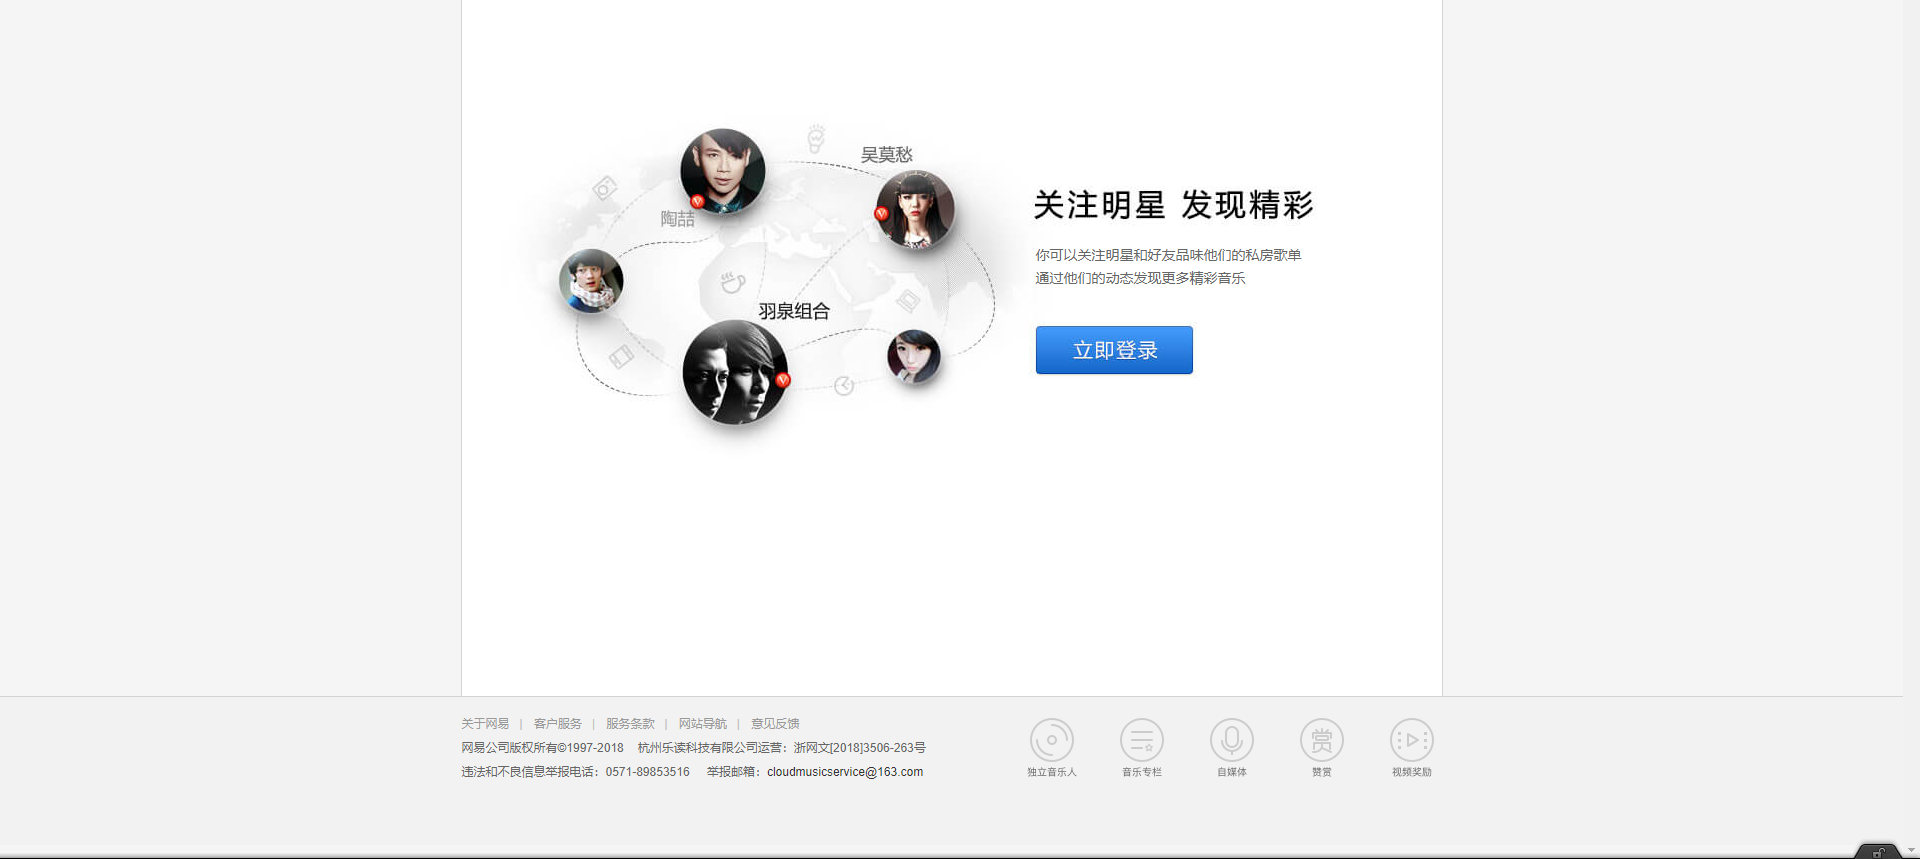 吴莫愁
陶喆
羽泉组合
关注明星 发现精彩
你可以关注明星和好友品味他们的私房歌单
通过他们的动态发现更多精彩音乐
立即登录
关于网易 | 客户服务 | 服务条款 | 网站导航 | 意见反馈
网易公司版权所有©1997-2018 杭州乐读科技有限公司运营：浙网文[2018]3506-263号
违法和不良信息举报电话：0571-89853516 举报邮箱：cloudmusicservice@163.com
独立音乐人
音乐专栏
自媒体
赏
赞赏
视频奖励